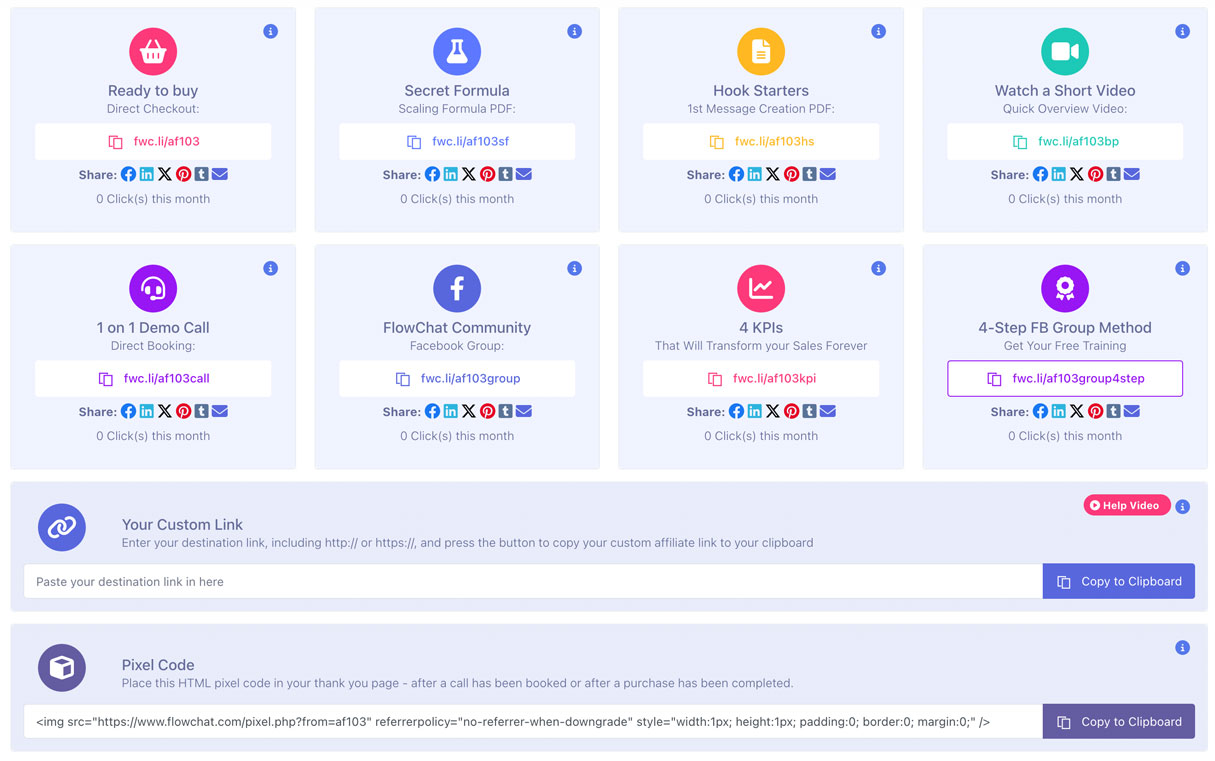 Ready to buy
Direct Checkout:
fwc.li/af103
Share:
0 Click(s) this month
Secret Formula
Scaling Formula PDF:
fwc.li/af103sf
Share:
0 Click(s) this month
Hook Starters
1st Message Creation PDF:
fwc.li/af103hs
Share:
0 Click(s) this month
Watch a Short Video
Quick Overview Video:
fwc.li/af103bp
Share:
0 Click(s) this month
1 on 1 Demo Call
Direct Booking:
fwc.li/af103call
Share:
0 Click(s) this month
FlowChat Community
Facebook Group:
fwc.li/af103group
Share:
0 Click(s) this month
4 KPIs
That Will Transform your Sales Forever
fwc.li/af103kpi
Share:
0 Click(s) this month
4-Step FB Group Method
Get Your Free Training
fwc.li/af103group4step
Share:
0 Click(s) this month
Help Video
Your Custom Link
Enter your destination link, including http:// or https://, and press the button to copy your custom affiliate link to your clipboard
Paste your destination link in here
Copy to Clipboard
Pixel Code
Place this HTML pixel code in your thank you page - after a call has been booked or after a purchase has been completed.
<img src="https://www.flowchat.com/pixel.php?from=af103" referrerpolicy="no-referrer-when-downgrade" style="width:1px; height:1px; padding:0; border:0; margin:0;" />
Copy to Clipboard